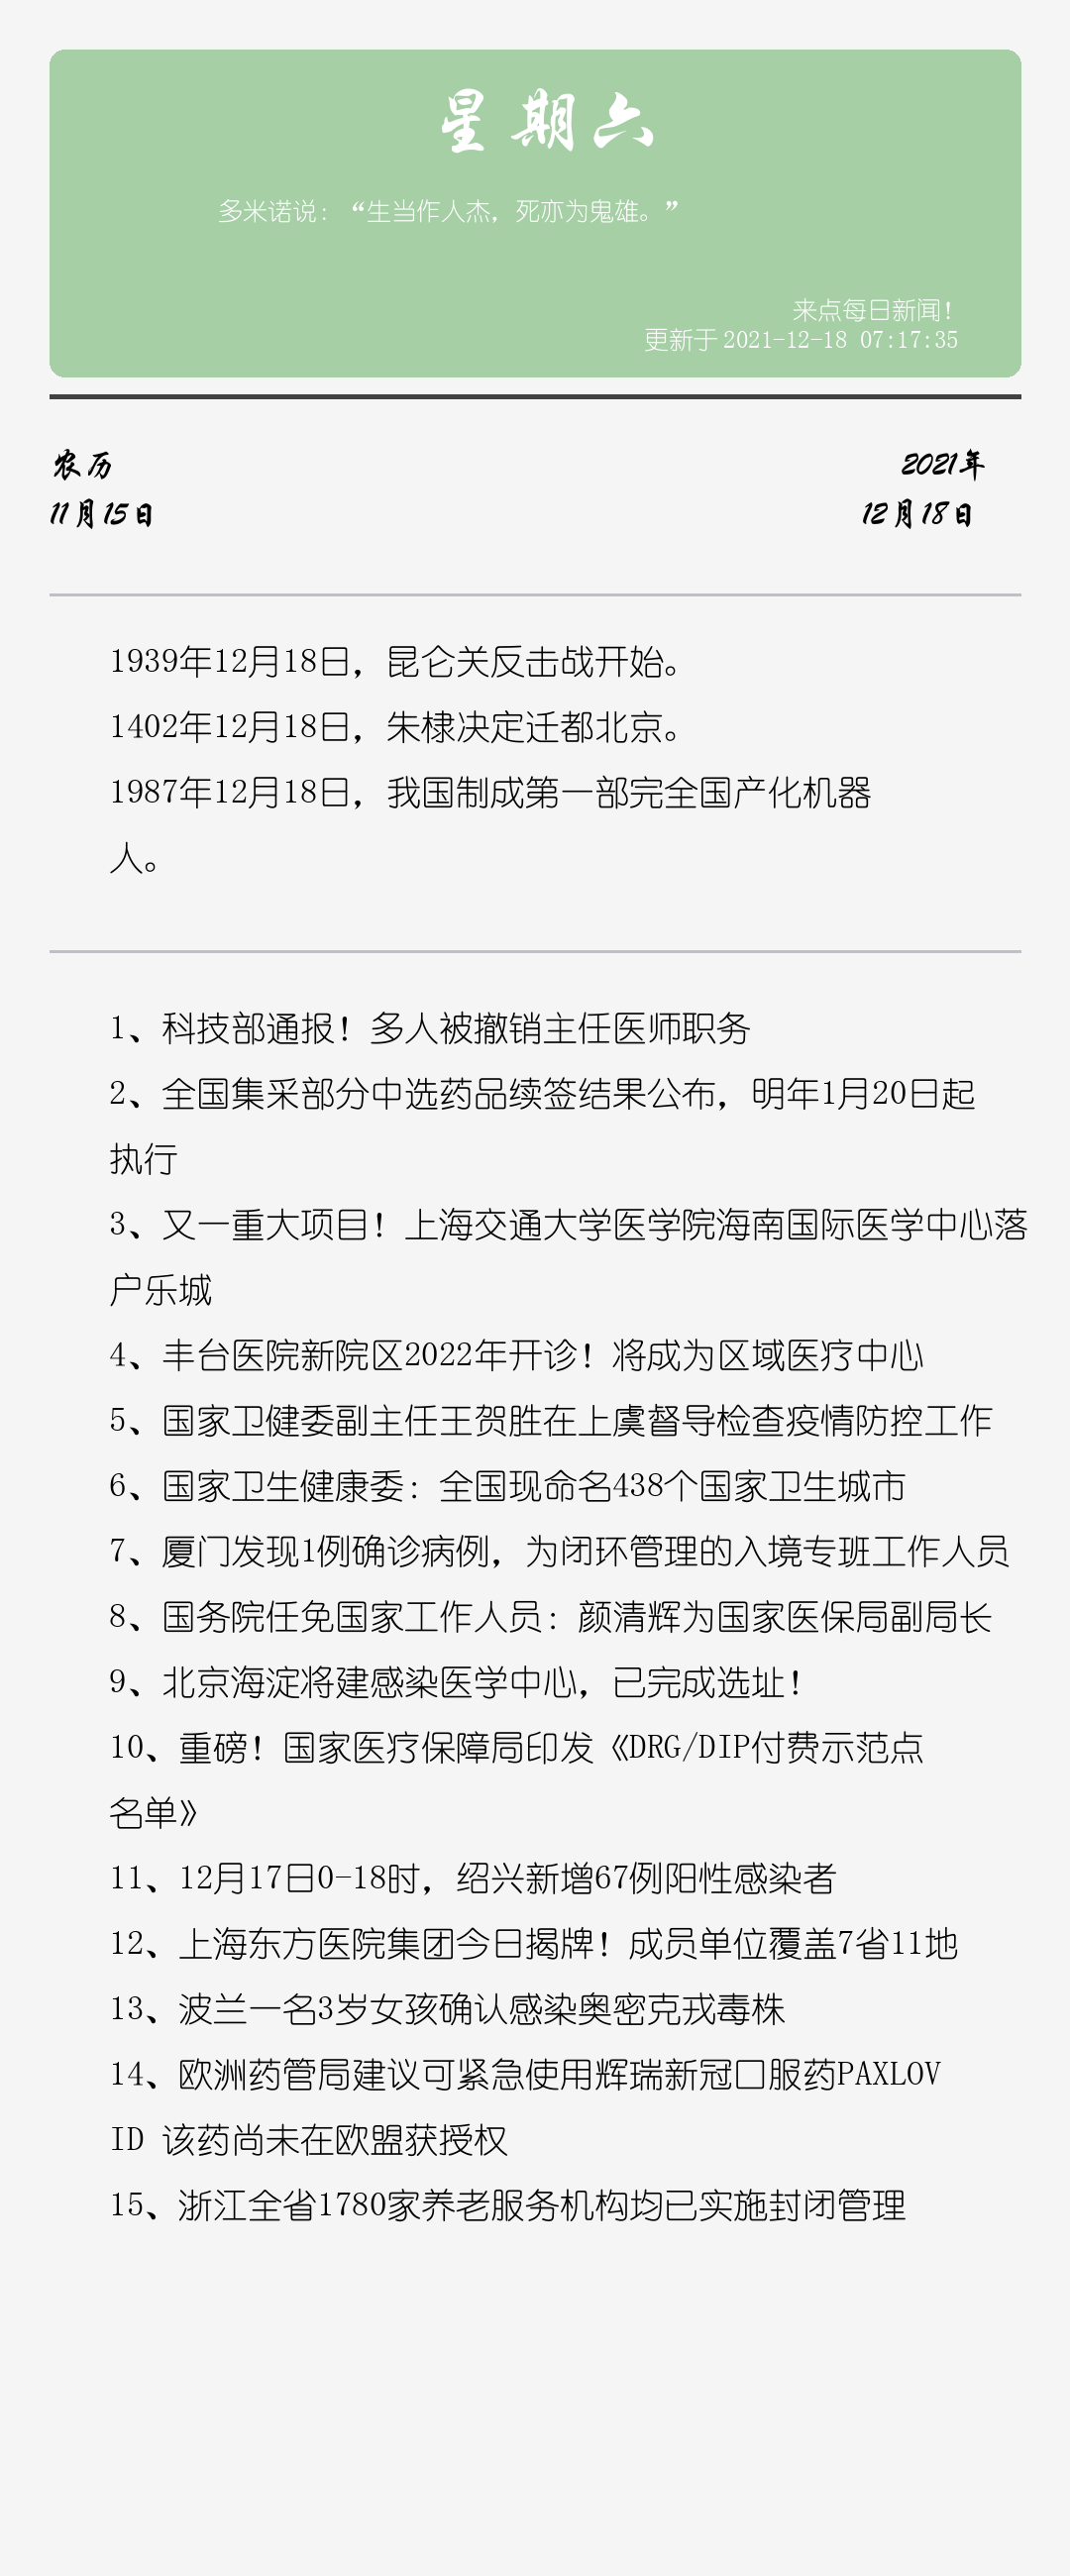 星期六
多米诺说：“生当作人杰，死亦为鬼雄。”
来点每日新闻！
更新于 2021-12-18 07:17:35
农历
2021年
11月15日
12月18日
1939年12月18日，昆仑关反击战开始。
1402年12月18日，朱棣决定迁都北京。
1987年12月18日，我国制成第一部完全国产化机器
人。
1、科技部通报！多人被撤销主任医师职务
2、全国集采部分中选药品续签结果公布，明年1月20日起
执行
3、又一重大项目！上海交通大学医学院海南国际医学中心落
户乐城
4、丰台医院新院区2022年开诊！将成为区域医疗中心
5、国家卫健委副主任王贺胜在上虞督导检查疫情防控工作
6、国家卫生健康委：全国现命名438个国家卫生城市
7、厦门发现1例确诊病例，为闭环管理的入境专班工作人员
8、国务院任免国家工作人员：颜清辉为国家医保局副局长
9、北京海淀将建感染医学中心，已完成选址！
10、重磅！国家医疗保障局印发《DRG/DIP付费示范点
名单》
11、12月17日0-18时，绍兴新增67例阳性感染者
12、上海东方医院集团今日揭牌！成员单位覆盖7省11地
13、波兰一名3岁女孩确认感染奥密克戎毒株
14、欧洲药管局建议可紧急使用辉瑞新冠口服药PAXLOV
ID 该药尚未在欧盟获授权
15、浙江全省1780家养老服务机构均已实施封闭管理